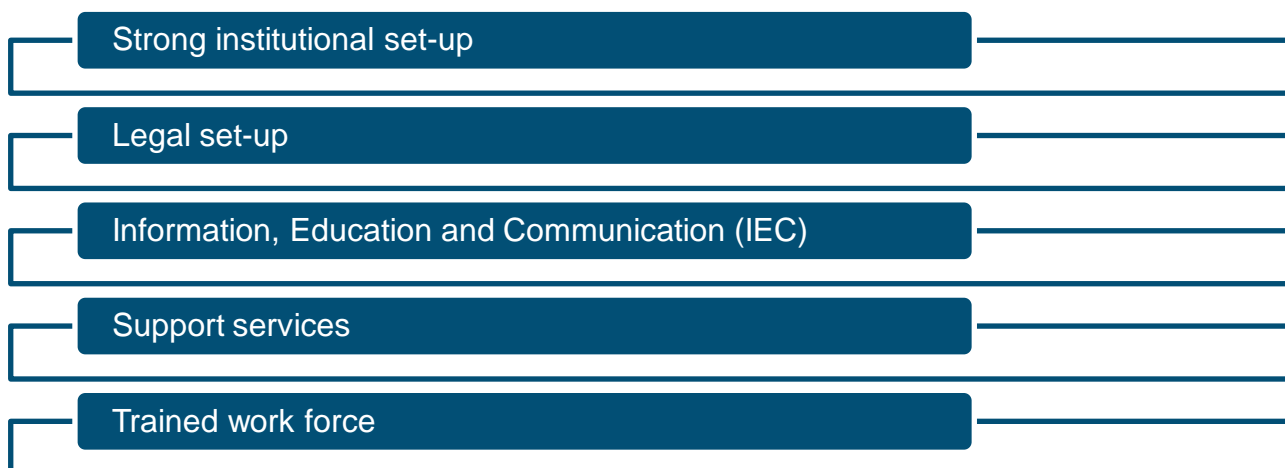 Strong institutional set-up
Legal set-up
Information, Education and Communication (IEC)
Support services
Trained work force